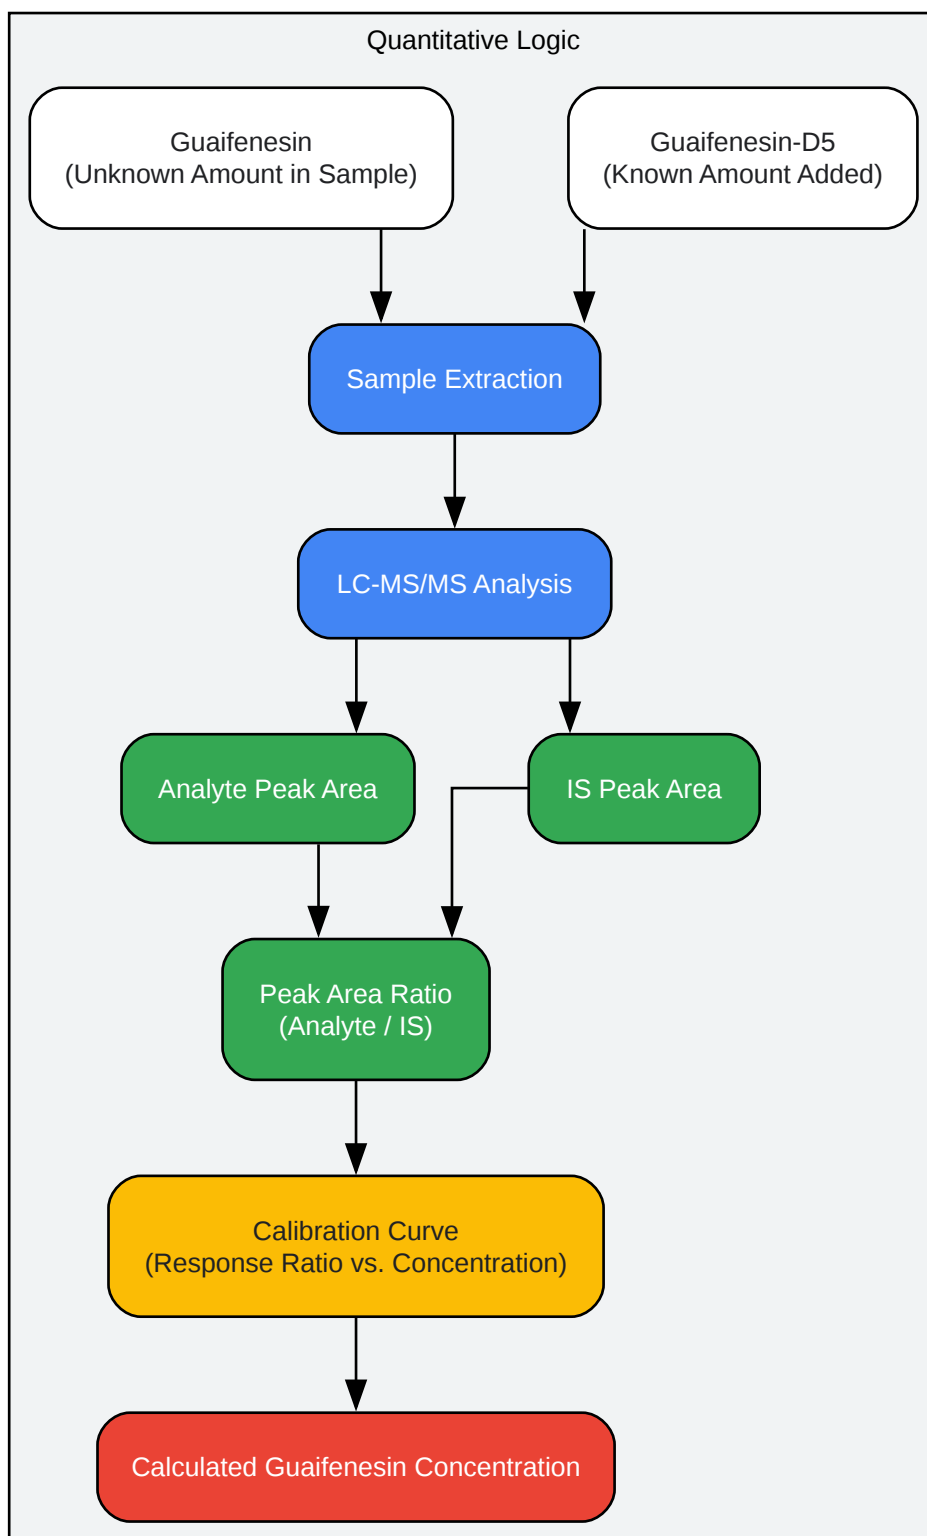 Quantitative Logic
Guaifenesin
(Unknown Amount in Sample)
Guaifenesin-D5
(Known Amount Added)
Sample Extraction
LC-MS/MS Analysis
Analyte Peak Area
IS Peak Area
Peak Area Ratio
(Analyte / IS)
Calibration Curve
(Response Ratio vs. Concentration)
Calculated Guaifenesin Concentration